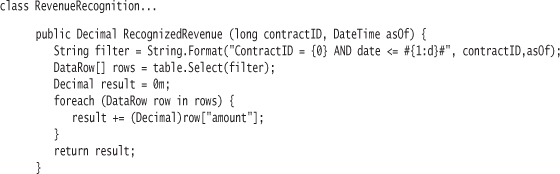 class RevenueRecognition...
public Decimal RecognizedRevenue (long contractID, DateTime asOf) {
String filter = String.Format("ContractID = {0} AND date <= #{1:d}#", contractID,asOf);
DataRow[] rows = table.Select(filter);
Decimal result = 0m;
foreach (DataRow row in rows) {
result += (Decimal)row["amount"];
}
return result;
}